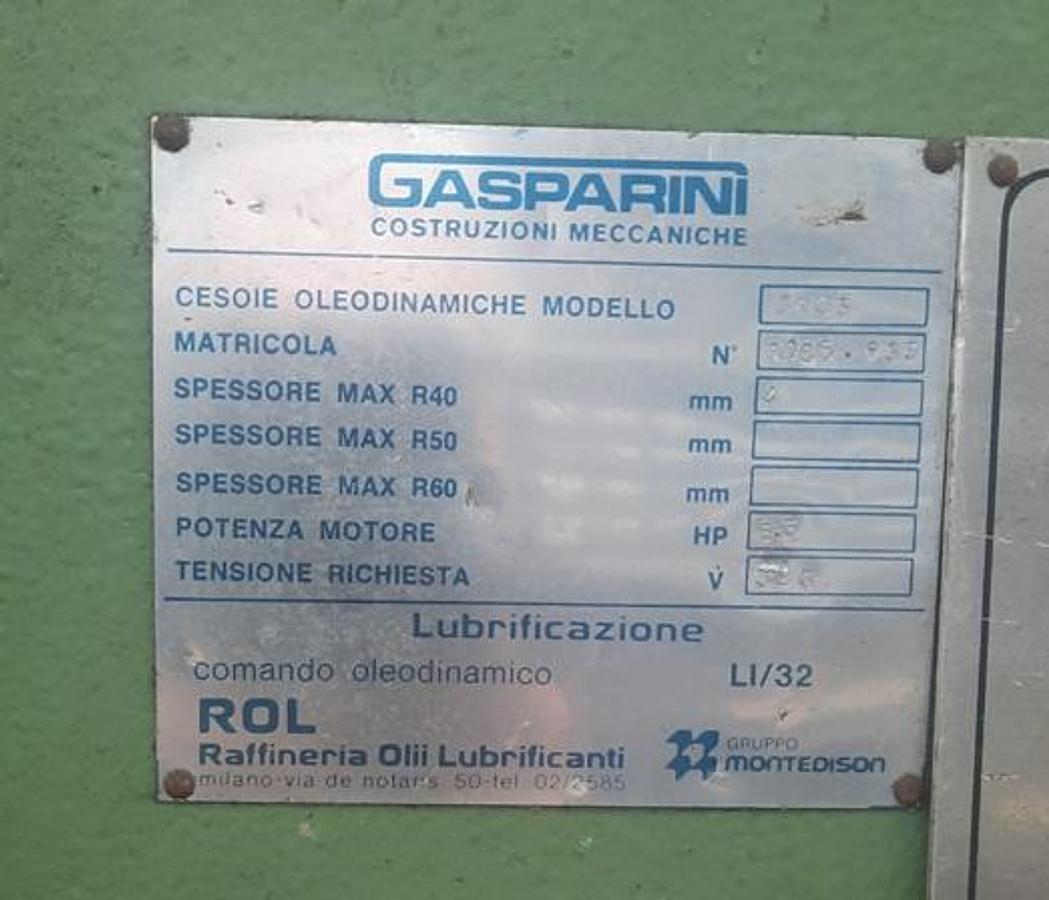 GASPARINI
COSTRUZIONI MECCANICHE
CESOIE OLEODINAMICHE MODELLO
MATRICOLA N°
SPESSORE MAX R40 mm
SPESSORE MAX R50 mm
SPESSORE MAX R60 mm
POTENZA MOTORE HP
TENSIONE RICHIESTA V
Lubrificazione
comando oleodinamico LI/32
ROL
Raffineria Olii Lubrificanti
milano-via de notaris 50-tel 02/2585
GRUPPO
MONTEDISON